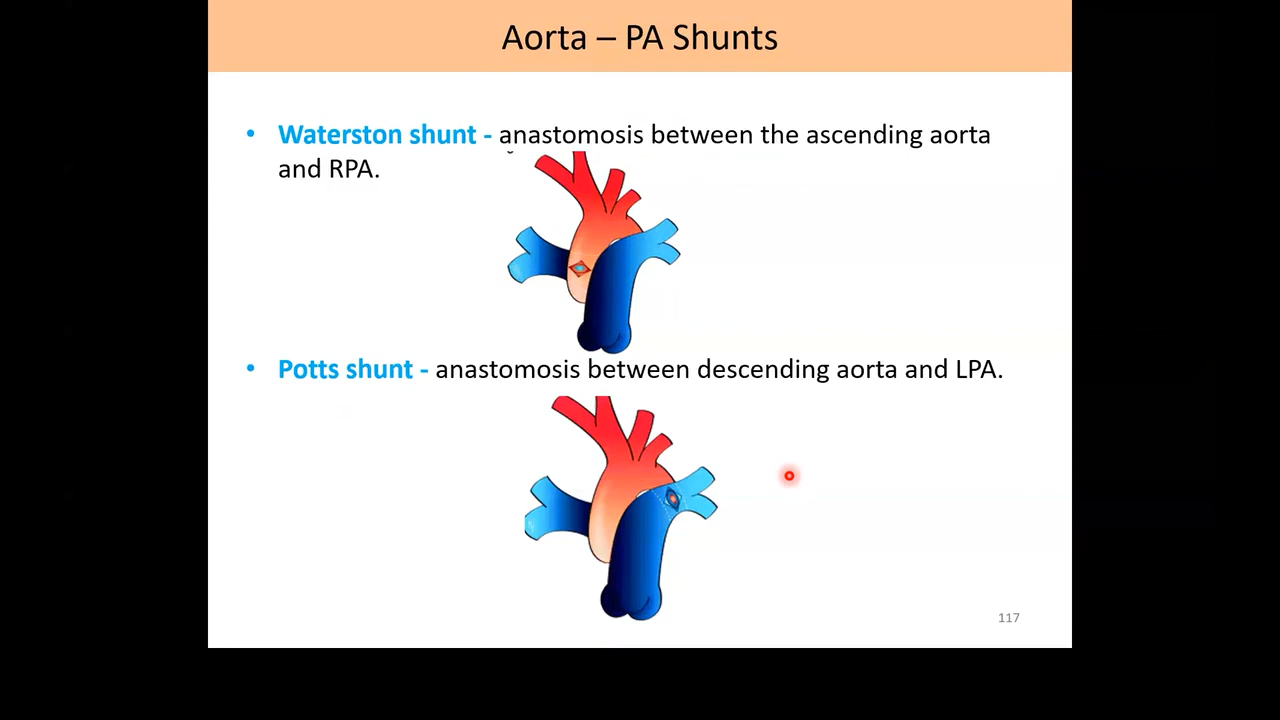 Aorta – PA Shunts
• Waterston shunt - anastomosis between the ascending aorta
and RPA.
• Potts shunt - anastomosis between descending aorta and LPA.
117